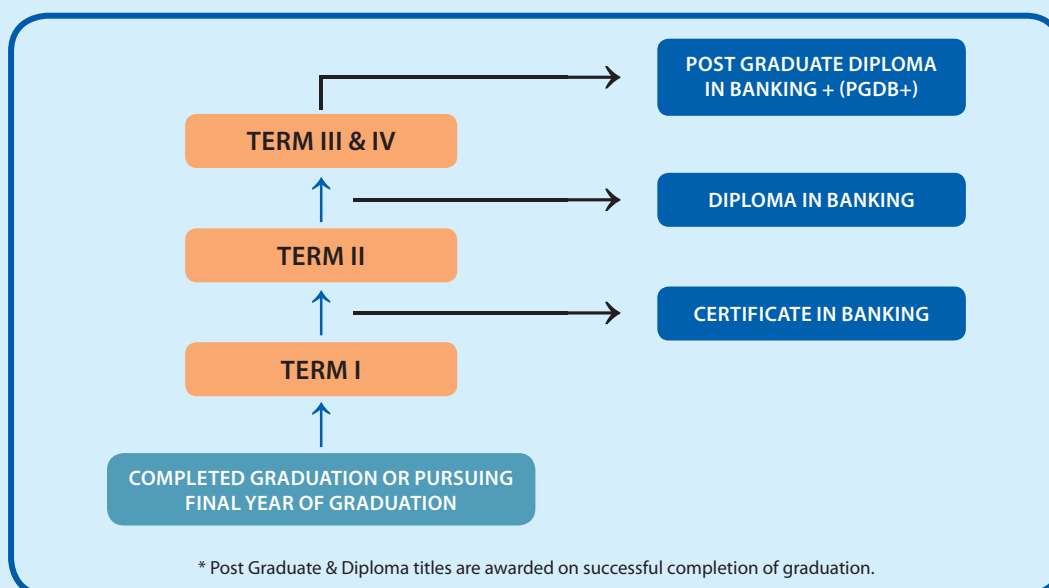 POST GRADUATE DIPLOMA
IN BANKING + (PGDB+)
TERM III & IV
DIPLOMA IN BANKING
TERM II
CERTIFICATE IN BANKING
TERM I
COMPLETED GRADUATION OR PURSUING
FINAL YEAR OF GRADUATION
* Post Graduate & Diploma titles are awarded on successful completion of graduation.